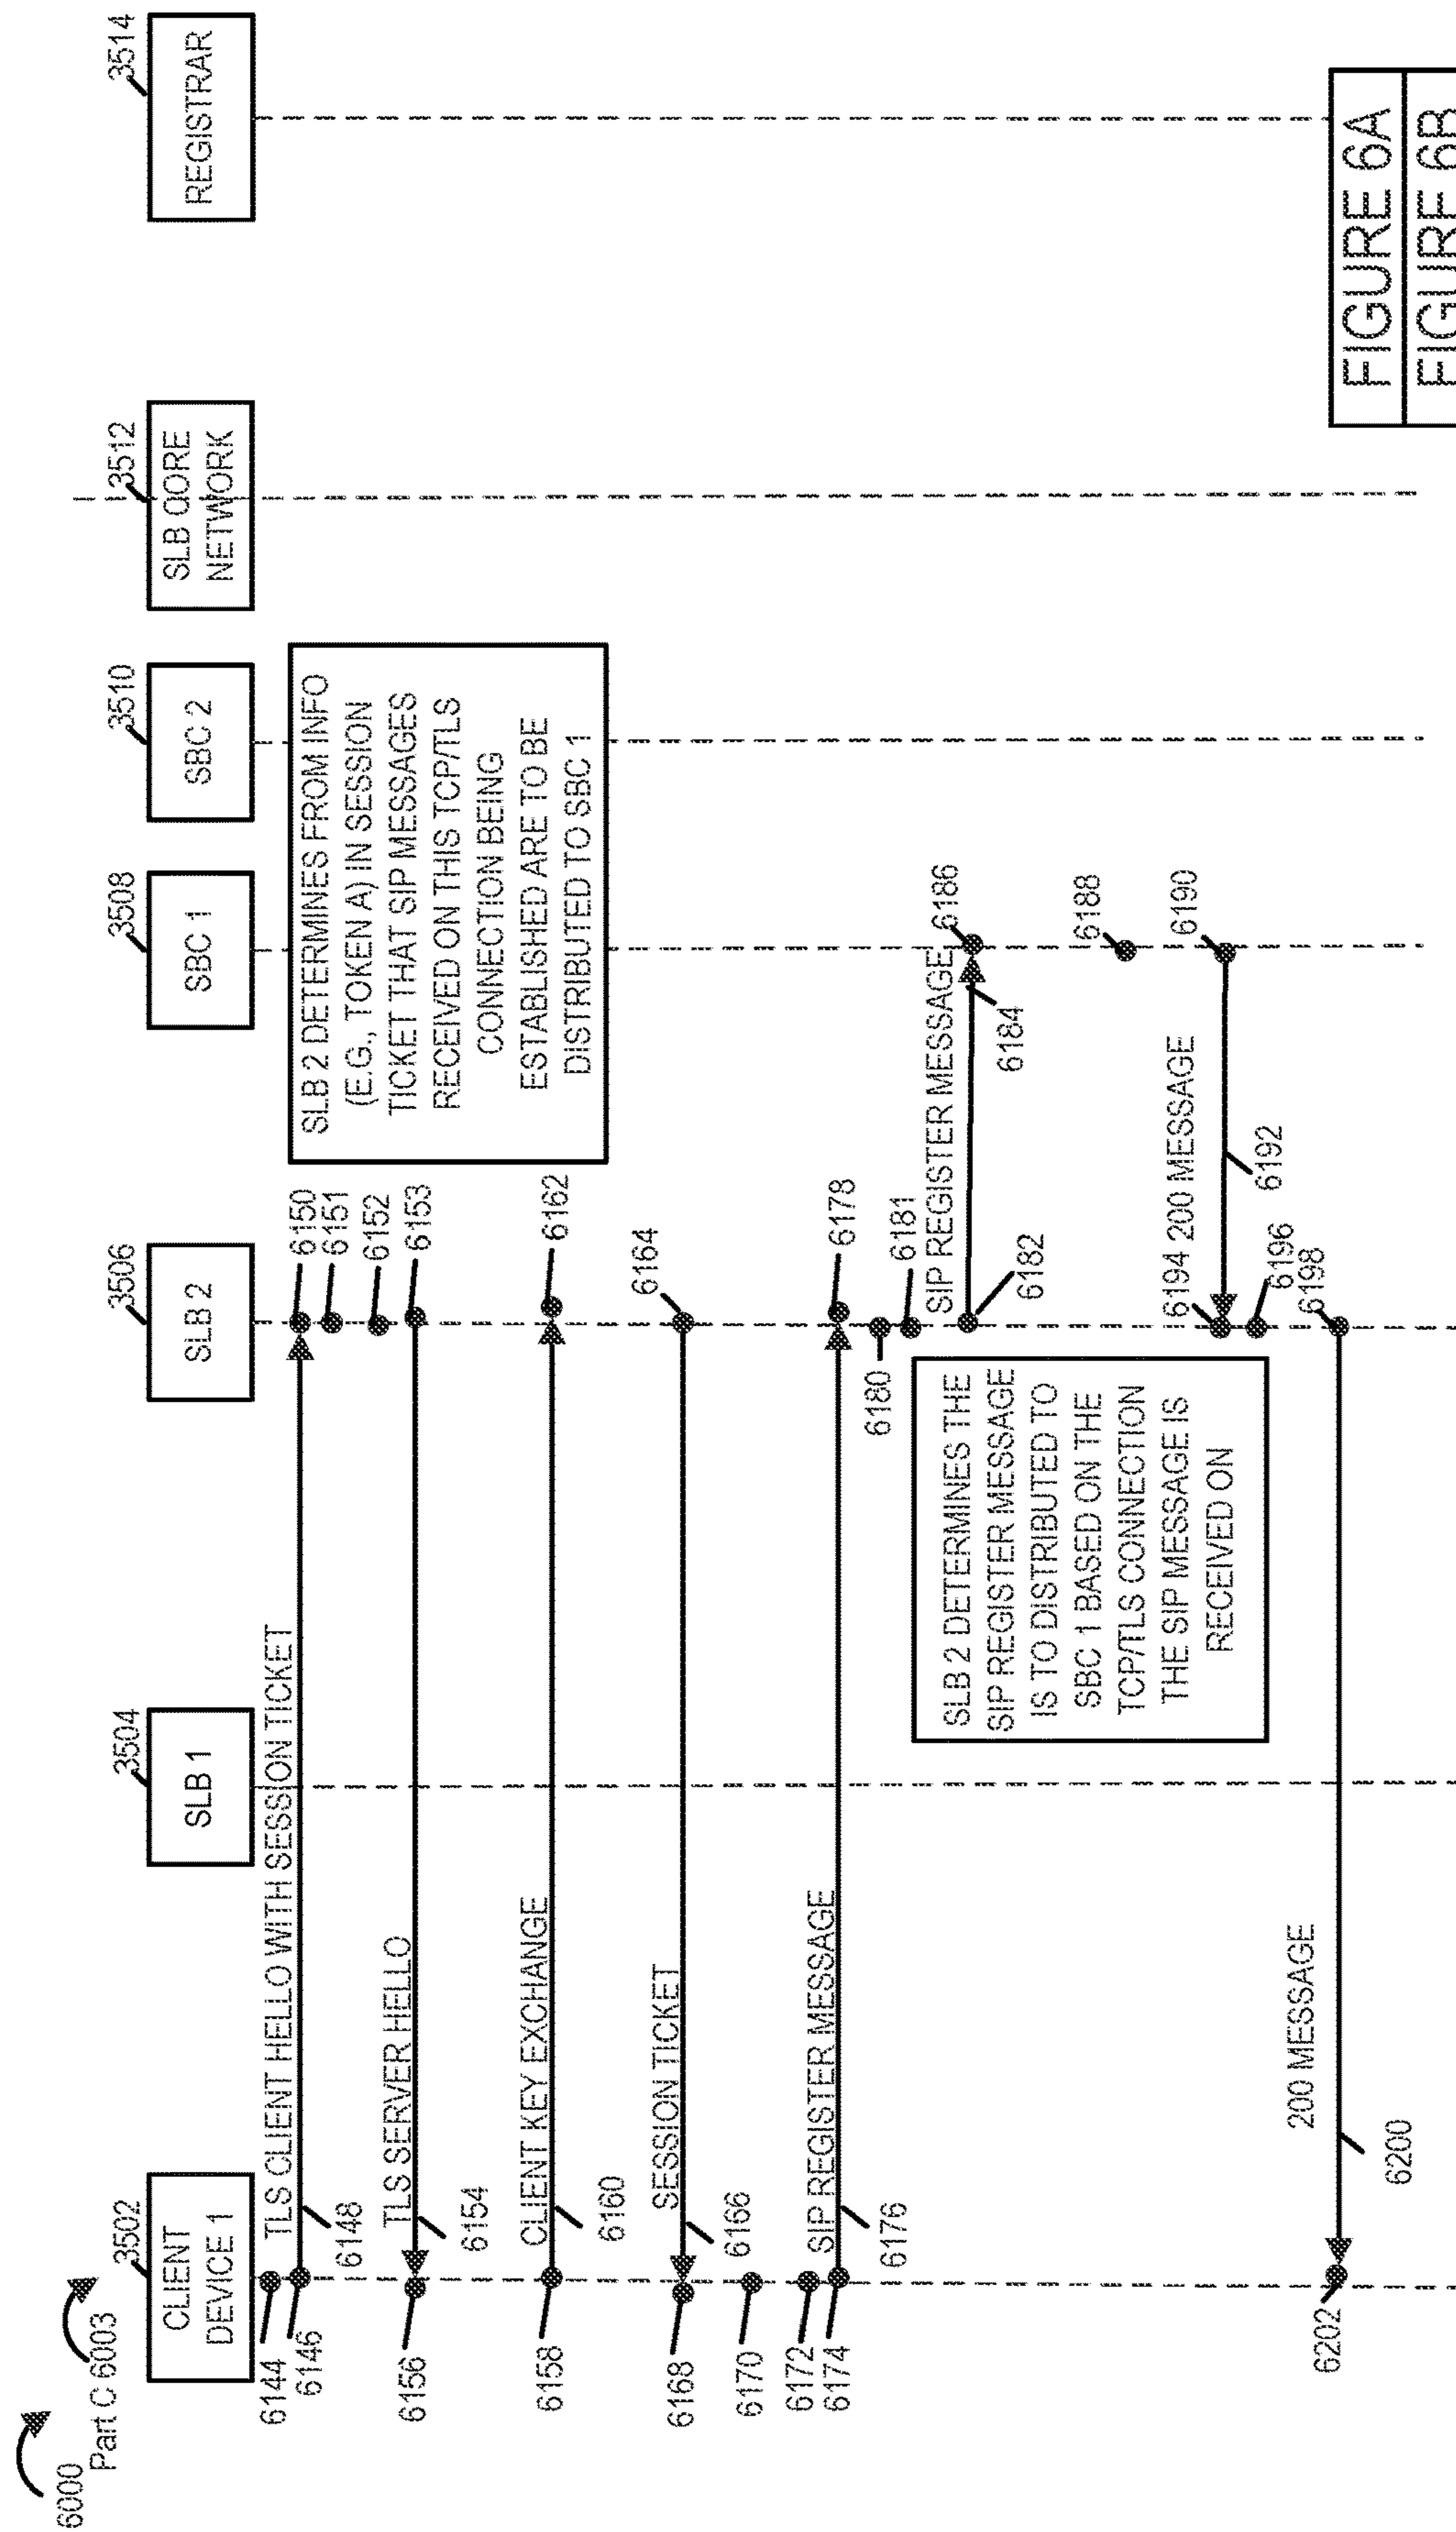 6000
Part C 6003
3502
CLIENT
DEVICE 1
3504
SLB 1
3506
SLB 2
3508
SBC 1
3510
SBC 2
3512
SLB CORE
NETWORK
3514
REGISTRAR
6144
6146
TLS CLIENT HELLO WITH SESSION TICKET
6148
6150
6151
6152
6153
SLB 2 DETERMINES FROM INFO
(E.G., TOKEN A) IN SESSION
TICKET THAT SIP MESSAGES
RECEIVED ON THIS TCP/TLS
CONNECTION BEING
ESTABLISHED ARE TO BE
DISTRIBUTED TO SBC 1
TLS SERVER HELLO
6154
6156
CLIENT KEY EXCHANGE
6158
6160
6162
SESSION TICKET
6164
6166
6168
6170
6172
6174
SIP REGISTER MESSAGE
6176
6178
6180
6181
SLB 2 DETERMINES THE
SIP REGISTER MESSAGE
IS TO DISTRIBUTED TO
SBC 1 BASED ON THE
TCP/TLS CONNECTION
THE SIP MESSAGE IS
RECEIVED ON
SIP REGISTER MESSAGE
6182
6184
6186
6188
6190
200 MESSAGE
6192
6194
6196
6198
200 MESSAGE
6200
6202
FIGURE 6A
FIGURE 6B